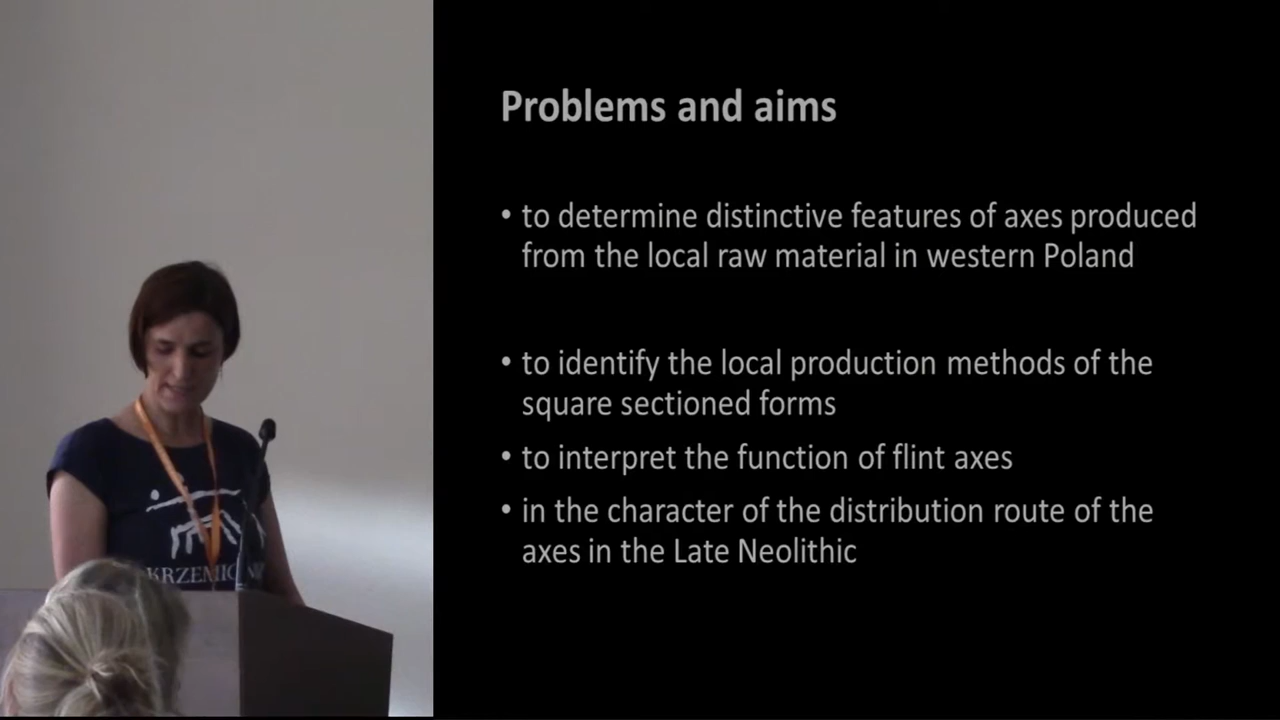 Problems and aims
• to determine distinctive features of axes produced
from the local raw material in western Poland
• to identify the local production methods of the
square sectioned forms
• to interpret the function of flint axes
• in the character of the distribution route of the
axes in the Late Neolithic